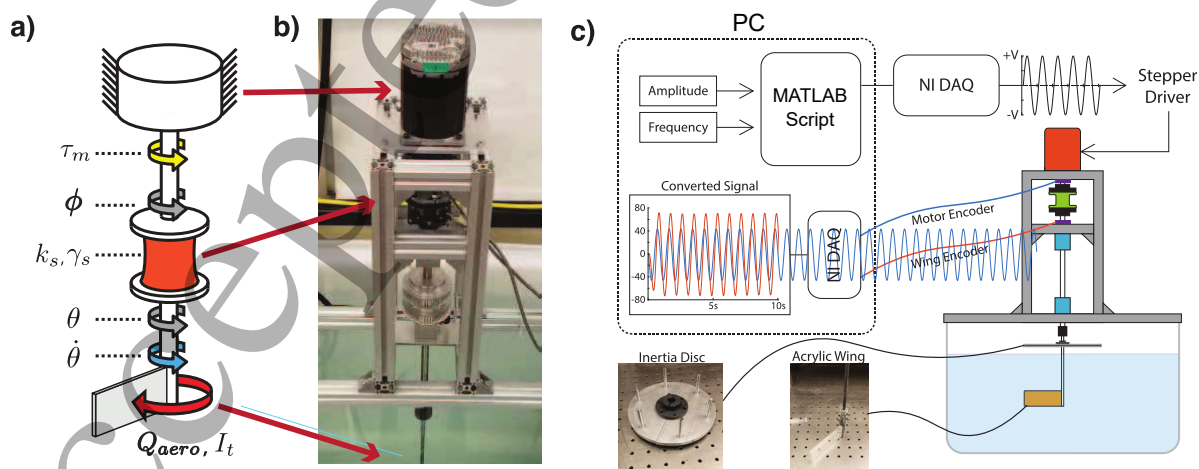 a)
τm
ϕ
ks,γs
θ
θ̇
Qaero, It
b)
c)
PC
Amplitude
Frequency
MATLAB
Script
NI DAQ
+V
-V
Stepper
Driver
Converted Signal
80
40
0
-40
-80
5s
10s
NI DAQ
Motor Encoder
Wing Encoder
Inertia Disc
Acrylic Wing